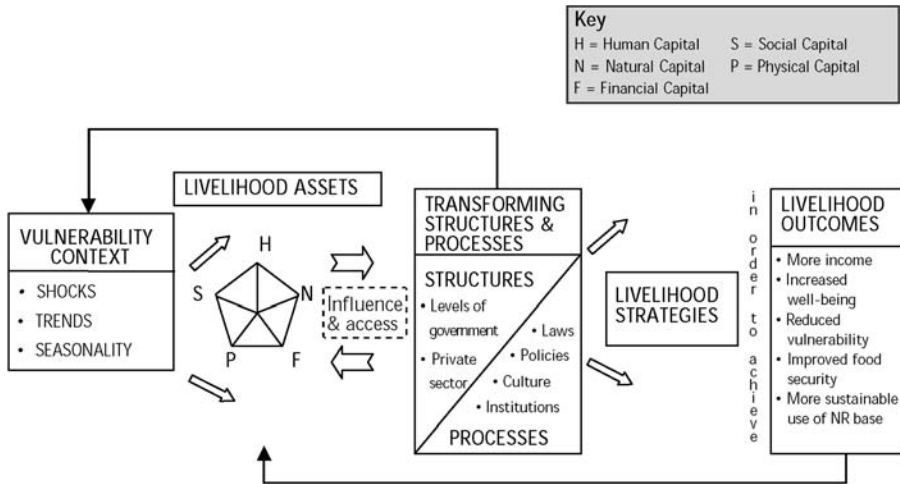 Key
H = Human Capital S = Social Capital
N = Natural Capital P = Physical Capital
F = Financial Capital
LIVELIHOOD ASSETS
VULNERABILITY
CONTEXT
• SHOCKS
• TRENDS
• SEASONALITY
H
S
N
P
F
Influence
& access
TRANSFORMING
STRUCTURES &
PROCESSES
STRUCTURES
• Levels of
government
• Private
sector
• Laws
• Policies
• Culture
• Institutions
PROCESSES
LIVELIHOOD
STRATEGIES
in order to achieve
LIVELIHOOD
OUTCOMES
• More income
• Increased
well-being
• Reduced
vulnerability
• Improved food
security
• More sustainable
use of NR base